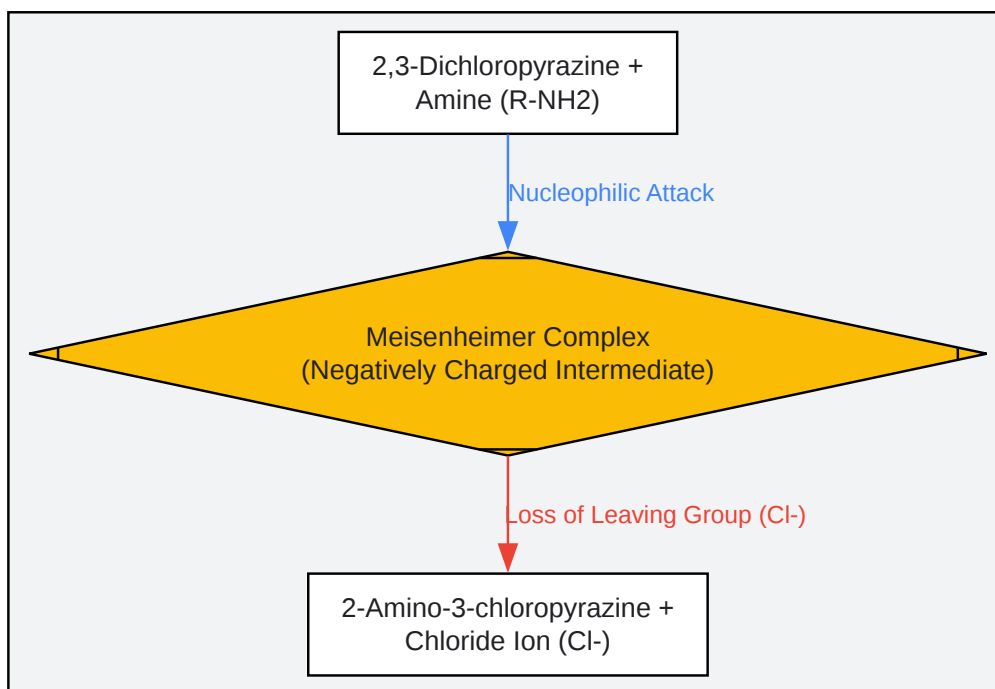 2,3-Dichloropyrazine +
Amine (R-NH2)
Nucleophilic Attack
Meisenheimer Complex
(Negatively Charged Intermediate)
Loss of Leaving Group (Cl-)
2-Amino-3-chloropyrazine +
Chloride Ion (Cl-)